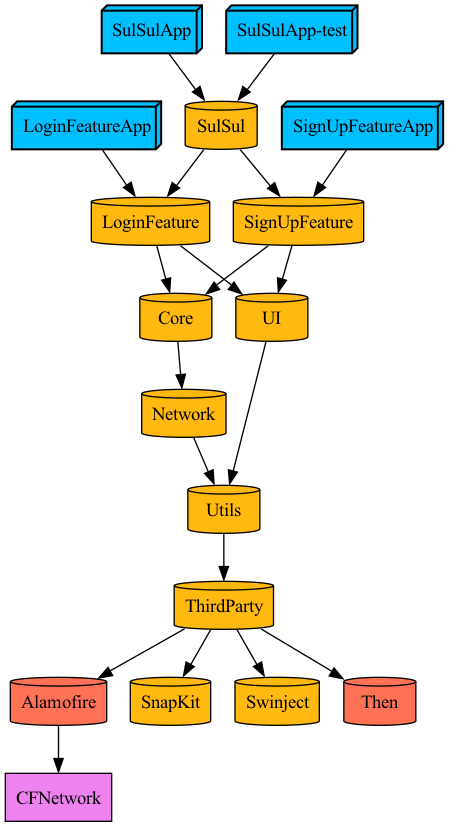 SulSulApp
SulSulApp-test
LoginFeatureApp
SulSul
SignUpFeatureApp
LoginFeature
SignUpFeature
Core
UI
Network
Utils
ThirdParty
Alamofire
SnapKit
Swinject
Then
CFNetwork